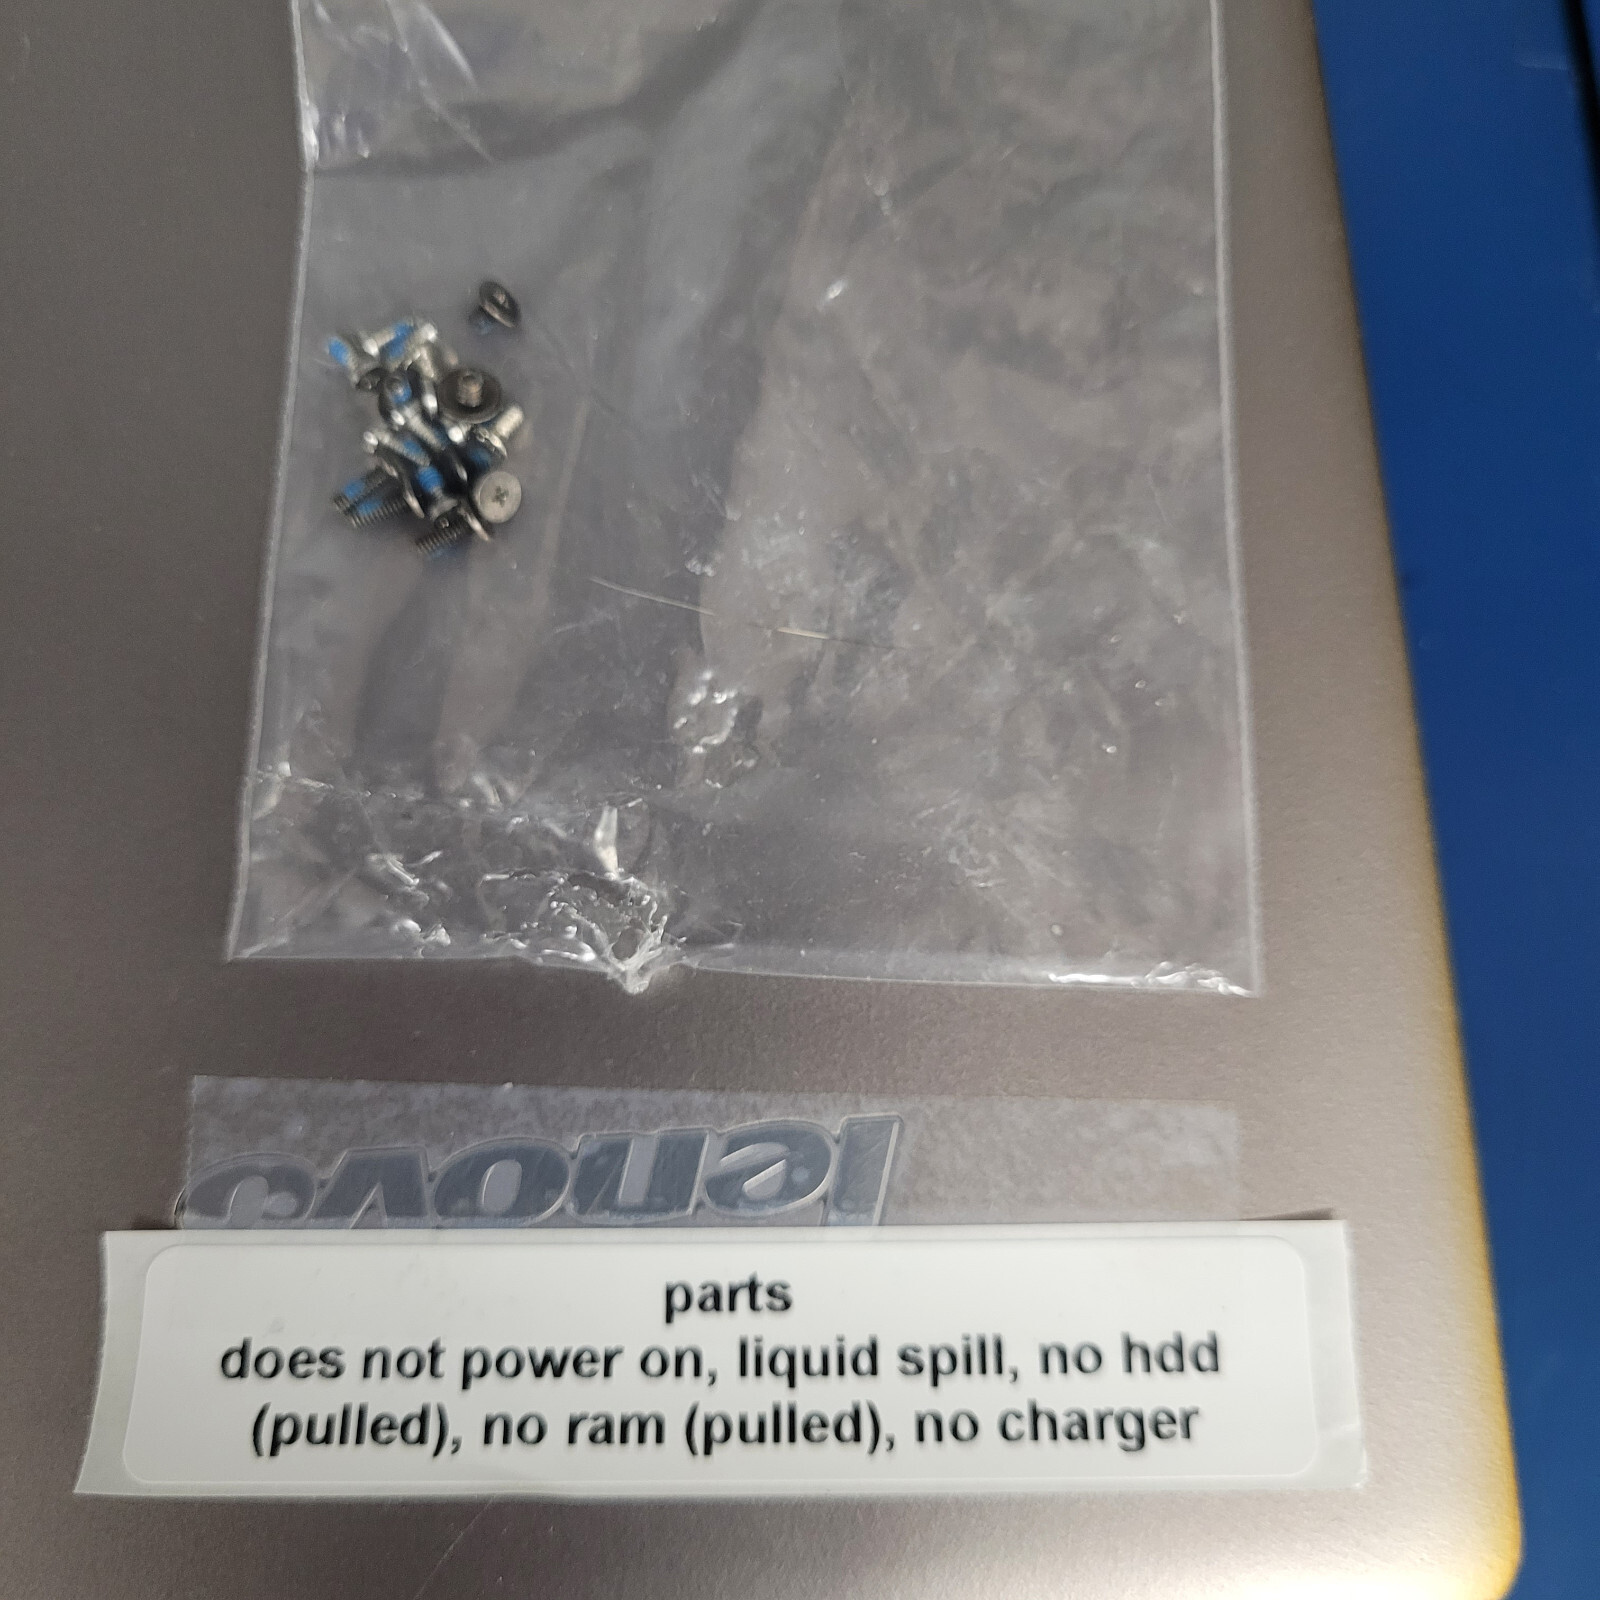 lenovo
parts
does not power on, liquid spill, no hdd
(pulled), no ram (pulled), no charger